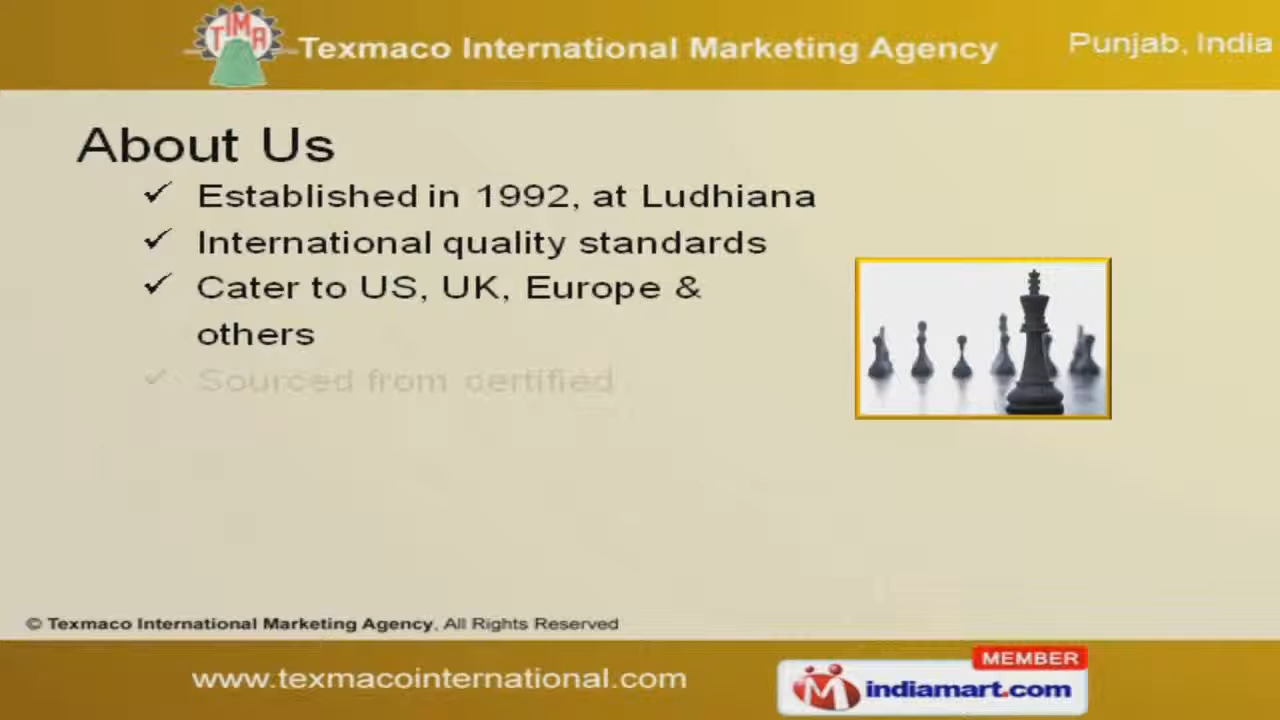 TIMA
Texmaco International Marketing Agency
Punjab, India
About Us
✓ Established in 1992, at Ludhiana
✓ International quality standards
✓ Cater to US, UK, Europe &
others
✓ Sourced from certified
© Texmaco International Marketing Agency, All Rights Reserved
www.texmacointernational.com
MEMBER
indiamart.com